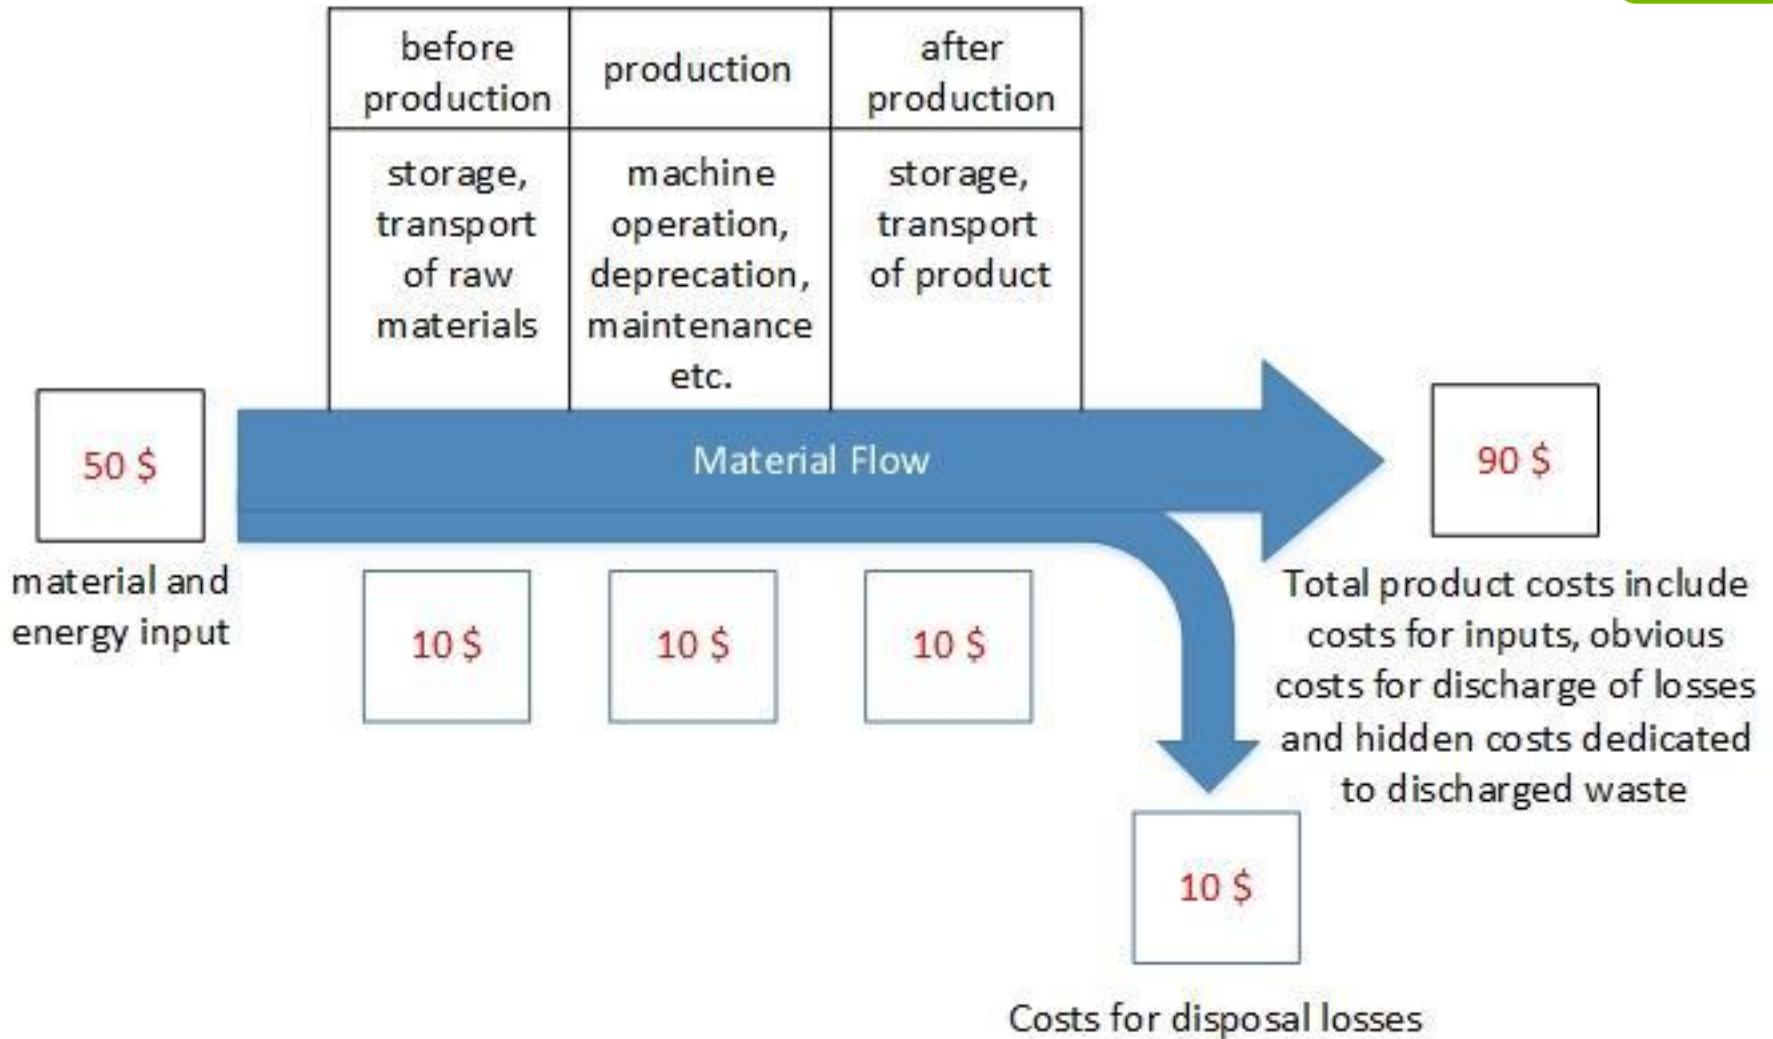 before
production
production
after
production
storage,
transport
of raw
materials
machine
operation,
deprecation,
maintenance
etc.
storage,
transport
of product
50 $
Material Flow
90 $
material and
energy input
10 $
10 $
10 $
Total product costs include
costs for inputs, obvious
costs for discharge of losses
and hidden costs dedicated
to discharged waste
10 $
Costs for disposal losses